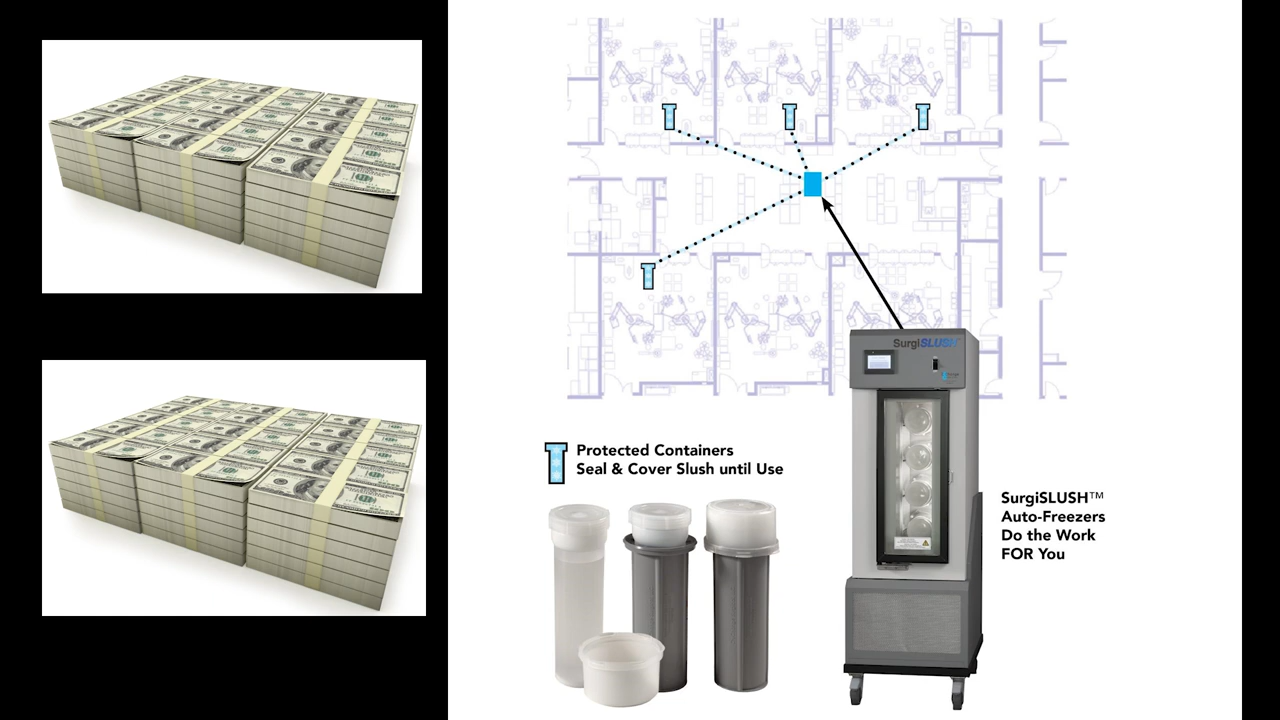 SurgiSLUSH
Protected Containers
Seal & Cover Slush until Use
SurgiSLUSH™
Auto-Freezers
Do the Work
FOR You